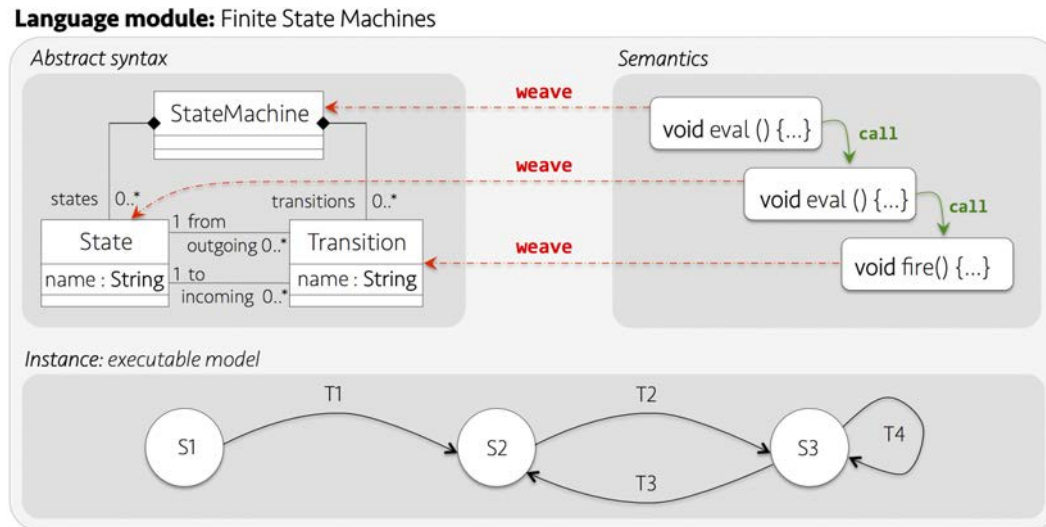 Language module: Finite State Machines
Abstract syntax
Semantics
StateMachine
weave
void eval () {...}
call
weave
void eval () {...}
call
states 0..*
transitions 0..*
State
1 from
outgoing 0..*
Transition
weave
void fire() {...}
name : String
1 to
incoming 0..*
name : String
Instance: executable model
T1
T2
S1
S2
S3
T4
T3